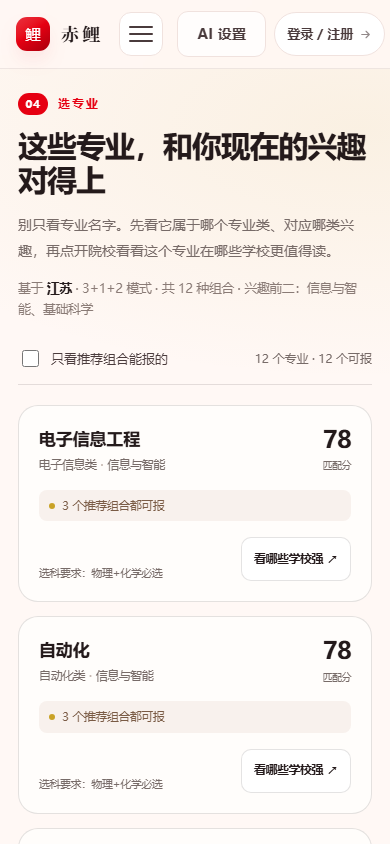 鲤 赤鲤 AI 设置 登录 / 注册 →
04 选专业
这些专业，和你现在的兴趣
对得上
别只看专业名字。先看它属于哪个专业类、对应哪类兴
趣，再点开院校看看这个专业在哪些学校更值得读。
基于 江苏 · 3+1+2 模式 · 共 12 种组合 · 兴趣前二：信息与智
能、基础科学
只看推荐组合能报的 12 个专业 · 12 个可报
电子信息工程 78
电子信息类 · 信息与智能 匹配分
3 个推荐组合都可报
看哪些学校强 ↗
选科要求：物理+化学必选
自动化 78
自动化类 · 信息与智能 匹配分
3 个推荐组合都可报
看哪些学校强 ↗
选科要求：物理+化学必选